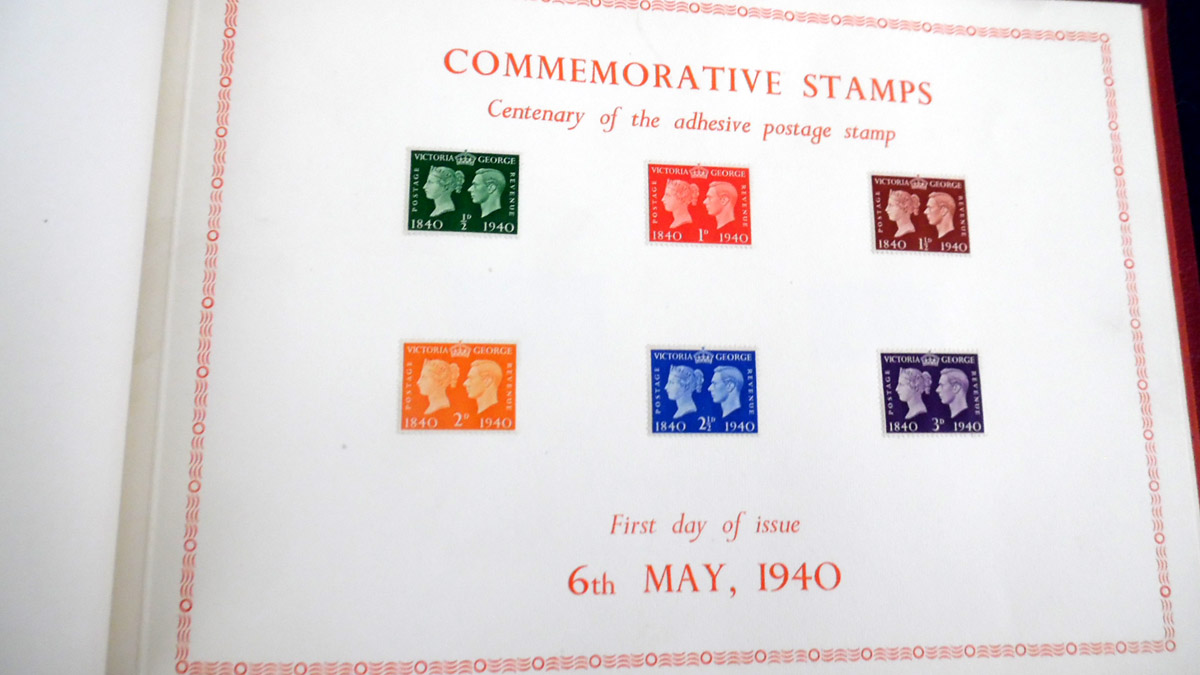 COMMEMORATIVE STAMPS
Centenary of the adhesive postage stamp
VICTORIA GEORGE
POSTAGE
REVENUE
1840 ½D 1940
VICTORIA GEORGE
POSTAGE
REVENUE
1840 1D 1940
VICTORIA GEORGE
POSTAGE
REVENUE
1840 1½D 1940
VICTORIA GEORGE
POSTAGE
REVENUE
1840 2D 1940
VICTORIA GEORGE
POSTAGE
REVENUE
1840 2½D 1940
VICTORIA GEORGE
POSTAGE
REVENUE
1840 3D 1940
First day of issue
6th MAY, 1940